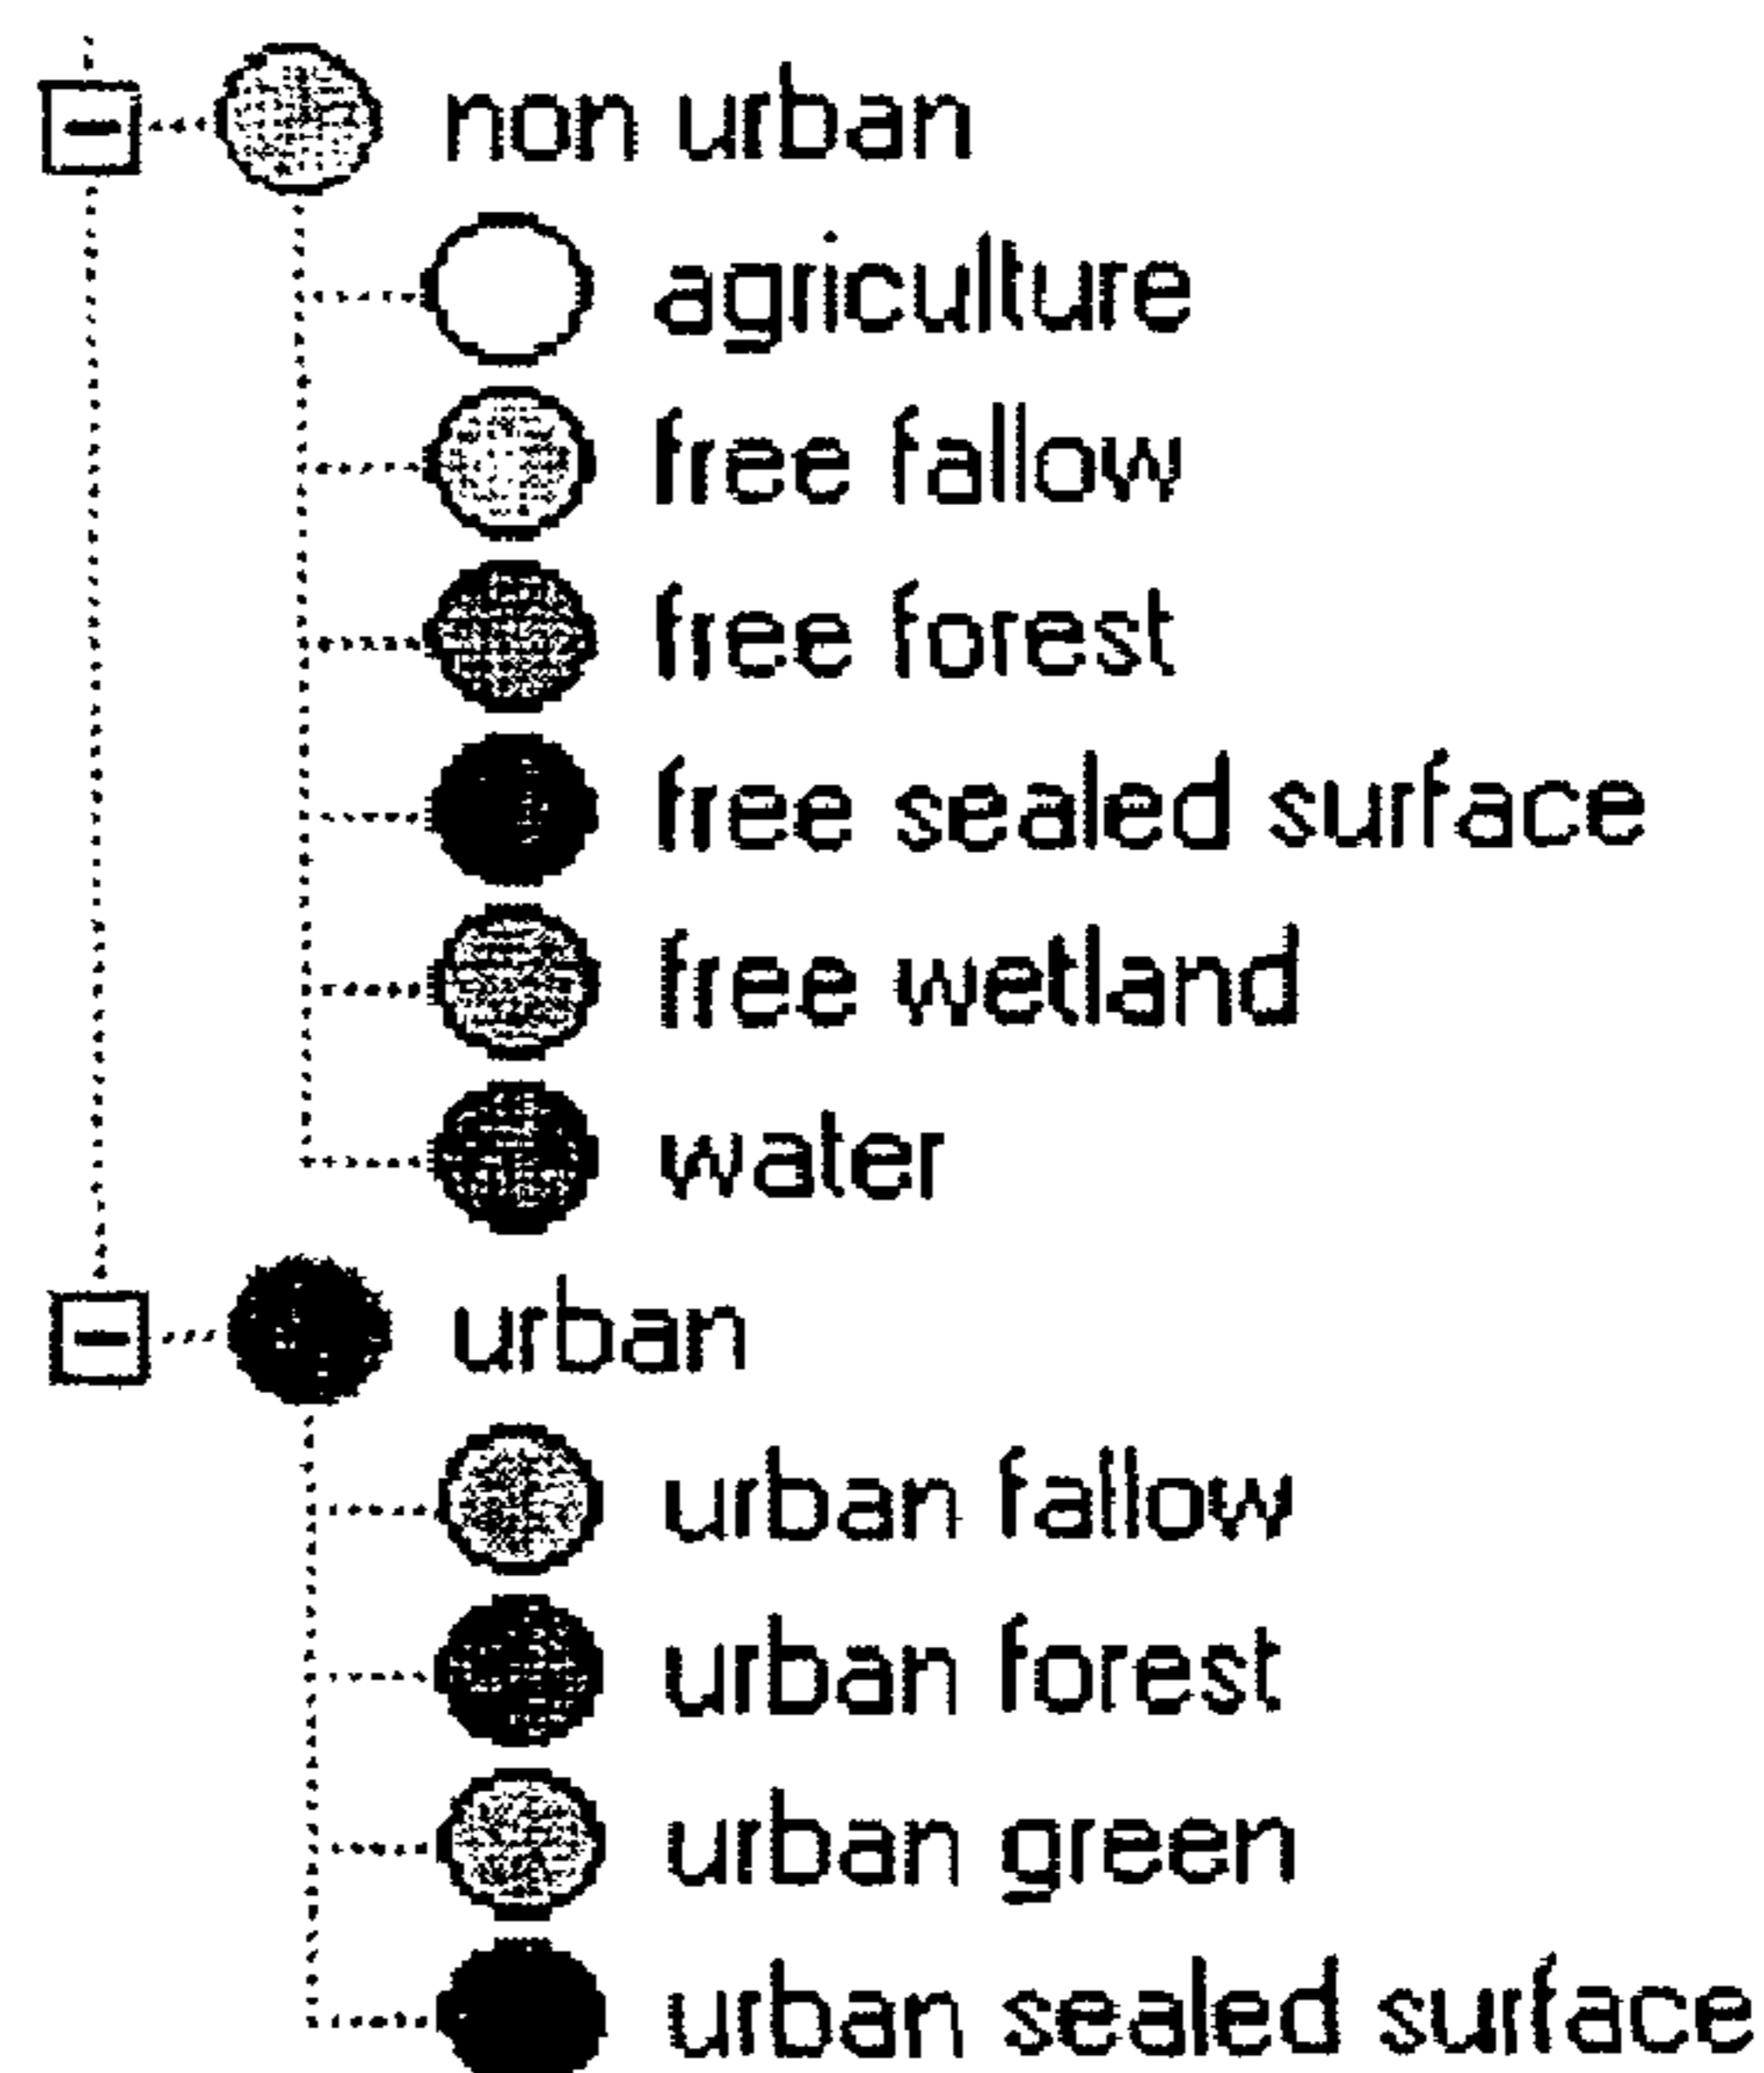 non urban
agriculture
free fallow
free forest
free sealed surface
free wetland
water
urban
urban fallow
urban forest
urban green
urban sealed surface